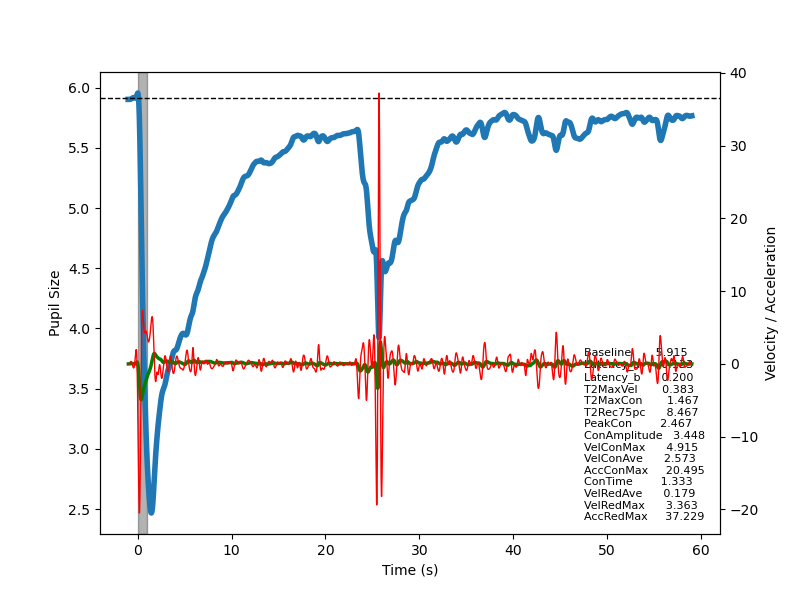 6.0
5.5
5.0
4.5
4.0
3.5
3.0
2.5
Pupil Size
0
10
20
30
40
50
60
Time (s)
40
30
20
10
0
−10
−20
Velocity / Acceleration
Baseline 5.915
Latency_b 0.200
T2MaxVel 0.383
T2MaxCon 1.467
T2Rec75pc 8.467
PeakCon 2.467
ConAmplitude 3.448
VelConMax 4.915
VelConAve 2.573
AccConMax 20.495
ConTime 1.333
VelRedAve 0.179
VelRedMax 3.363
AccRedMax 37.229